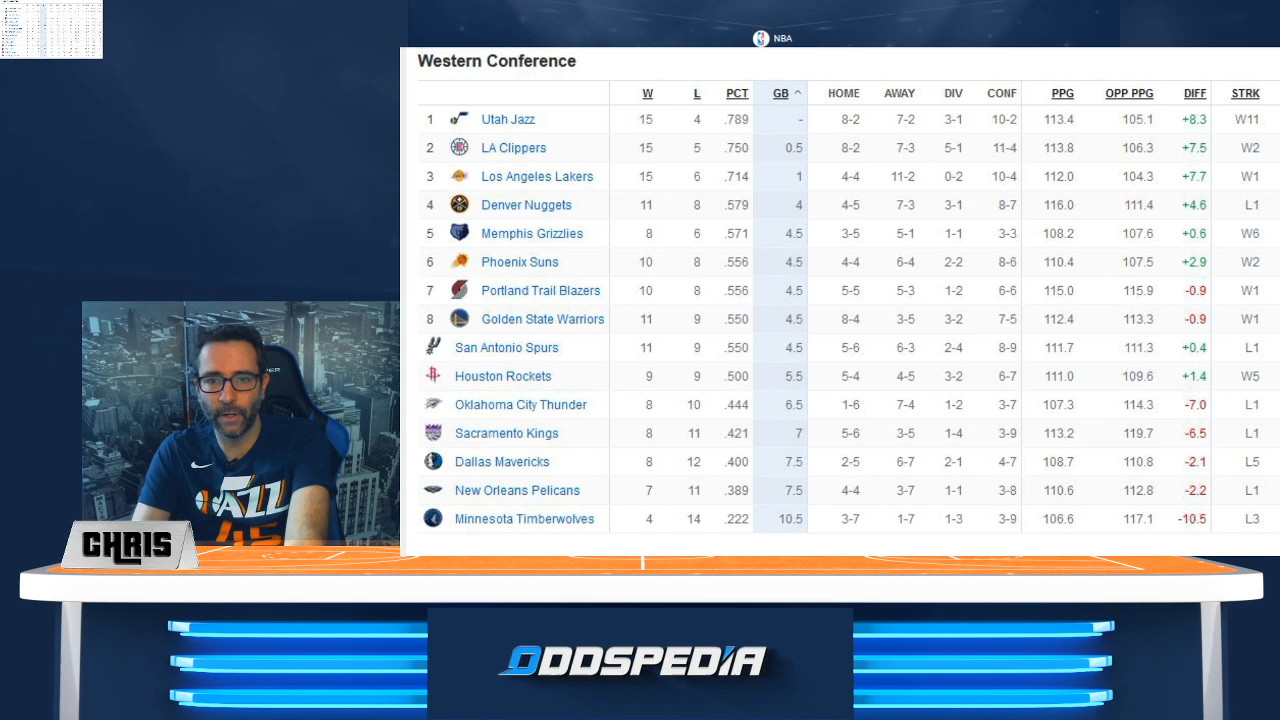 NBA
Western Conference
W L PCT GB HOME AWAY DIV CONF PPG OPP PPG DIFF STRK
1 Utah Jazz 15 4 .789 - 8-2 7-2 3-1 10-2 113.4 105.1 +8.3 W11
2 LA Clippers 15 5 .750 0.5 8-2 7-3 5-1 11-4 113.8 106.3 +7.5 W2
3 Los Angeles Lakers 15 6 .714 1 4-4 11-2 0-2 10-4 112.0 104.3 +7.7 W1
4 Denver Nuggets 11 8 .579 4 4-5 7-3 3-1 8-7 116.0 111.4 +4.6 L1
5 Memphis Grizzlies 8 6 .571 4.5 3-5 5-1 1-1 3-3 108.2 107.6 +0.6 W6
6 Phoenix Suns 10 8 .556 4.5 4-4 6-4 2-2 8-6 110.4 107.5 +2.9 W2
7 Portland Trail Blazers 10 8 .556 4.5 5-5 5-3 1-2 6-6 115.0 115.9 -0.9 W1
8 Golden State Warriors 11 9 .550 4.5 8-4 3-5 3-2 7-5 112.4 113.3 -0.9 W1
San Antonio Spurs 11 9 .550 4.5 5-6 6-3 2-4 8-9 111.7 111.3 +0.4 L1
Houston Rockets 9 9 .500 5.5 5-4 4-5 3-2 6-7 111.0 109.6 +1.4 W5
Oklahoma City Thunder 8 10 .444 6.5 1-6 7-4 1-2 3-7 107.3 114.3 -7.0 L1
Sacramento Kings 8 11 .421 7 5-6 3-5 1-4 3-9 113.2 119.7 -6.5 L1
Dallas Mavericks 8 12 .400 7.5 2-5 6-7 2-1 4-7 108.7 110.8 -2.1 L5
New Orleans Pelicans 7 11 .389 7.5 4-4 3-7 1-1 3-8 110.6 112.8 -2.2 L1
Minnesota Timberwolves 4 14 .222 10.5 3-7 1-7 1-3 3-9 106.6 117.1 -10.5 L3
JAZZ
45
CHRIS
ODDSPEDIA